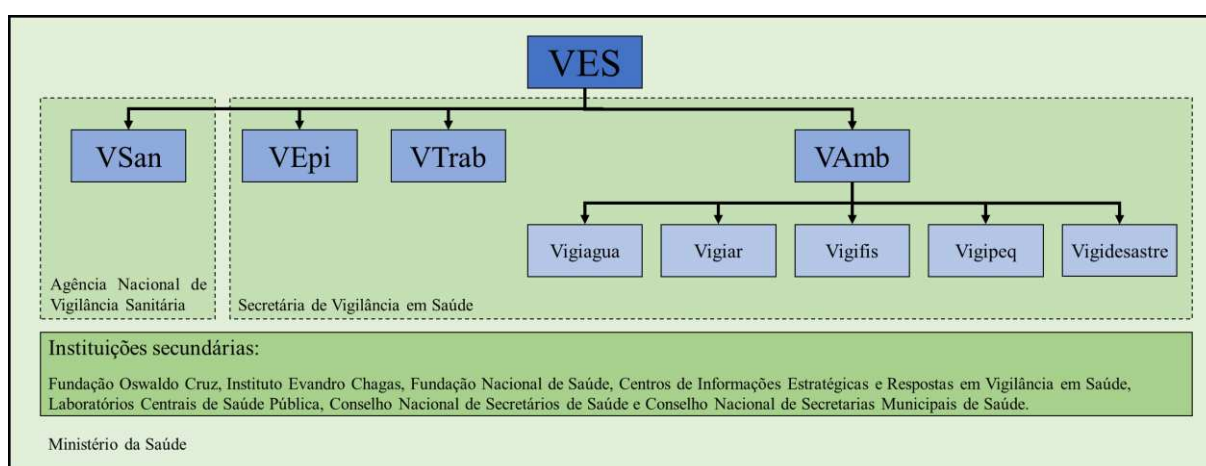 VES
VSan
VEpi
VTrab
VAmb
Vigiagua
Vigiar
Vigifis
Vigipeq
Vigidesastre
Agência Nacional de
Vigilância Sanitária
Secretária de Vigilância em Saúde
Instituições secundárias:
Fundação Oswaldo Cruz, Instituto Evandro Chagas, Fundação Nacional de Saúde, Centros de Informações Estratégicas e Respostas em Vigilância em Saúde,
Laboratórios Centrais de Saúde Pública, Conselho Nacional de Secretários de Saúde e Conselho Nacional de Secretarias Municipais de Saúde.
Ministério da Saúde